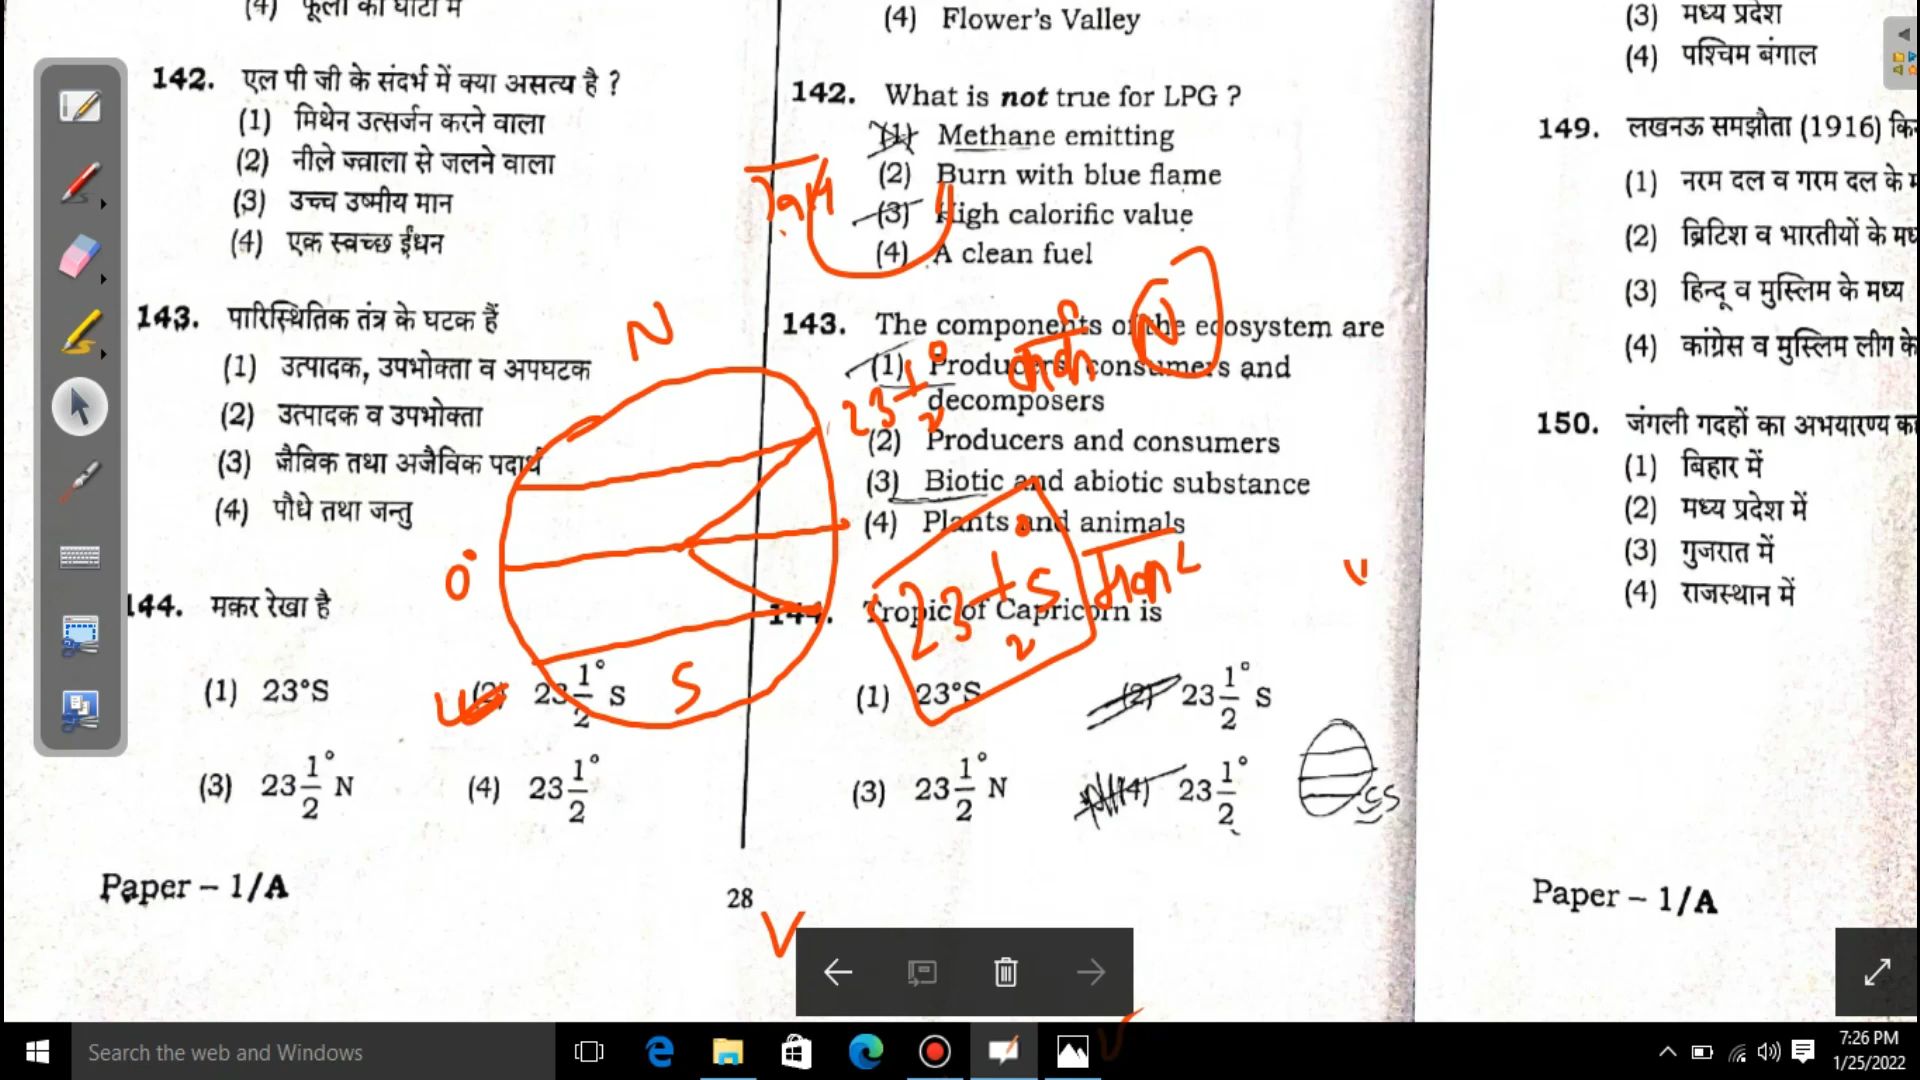 (4) फूलों की घाटी में
142. एल पी जी के संदर्भ में क्या असत्य है ?
(1) मिथेन उत्सर्जन करने वाला
(2) नीले ज्वाला से जलने वाला
(3) उच्च उष्मीय मान
(4) एक स्वच्छ ईंधन
143. पारिस्थितिक तंत्र के घटक हैं
(1) उत्पादक, उपभोक्ता व अपघटक
(2) उत्पादक व उपभोक्ता
(3) जैविक तथा अजैविक पदार्थ
(4) पौधे तथा जन्तु
144. मकर रेखा है
(1) 23°S
(2) 23 1/2° S
(3) 23 1/2° N
(4) 23 1/2°
Paper – 1/A
28
N
0°
S
(4) Flower's Valley
142. What is not true for LPG ?
(1) Methane emitting
(2) Burn with blue flame
(3) High calorific value
(4) A clean fuel
143. The components of the ecosystem are
(1) Producers, consumers and
decomposers
(2) Producers and consumers
(3) Biotic and abiotic substance
(4) Plants and animals
23 1/2°
N
23 1/2° S
144. Tropic of Capricorn is
(1) 23°S
(2) 23 1/2° S
(3) 23 1/2° N
(4) 23 1/2°
(3) मध्य प्रदेश
(4) पश्चिम बंगाल
149. लखनऊ समझौता (1916)
(1) नरम दल व गरम दल के
(2) ब्रिटिश व भारतीयों के
(3) हिन्दू व मुस्लिम के मध्य
(4) कांग्रेस व मुस्लिम लीग के
150. जंगली गदहों का अभयारण्य
(1) बिहार में
(2) मध्य प्रदेश में
(3) गुजरात में
(4) राजस्थान में
Paper – 1/A
Search the web and Windows
7:26 PM
1/25/2022